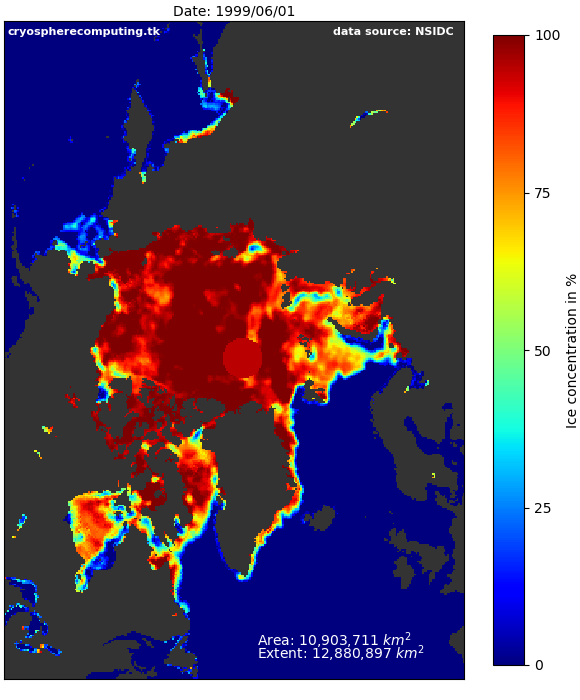 Date: 1999/06/01
cryospherecomputing.tk
data source: NSIDC
Area: 10,903,711 km²
Extent: 12,880,897 km²
100
75
50
25
0
Ice concentration in %